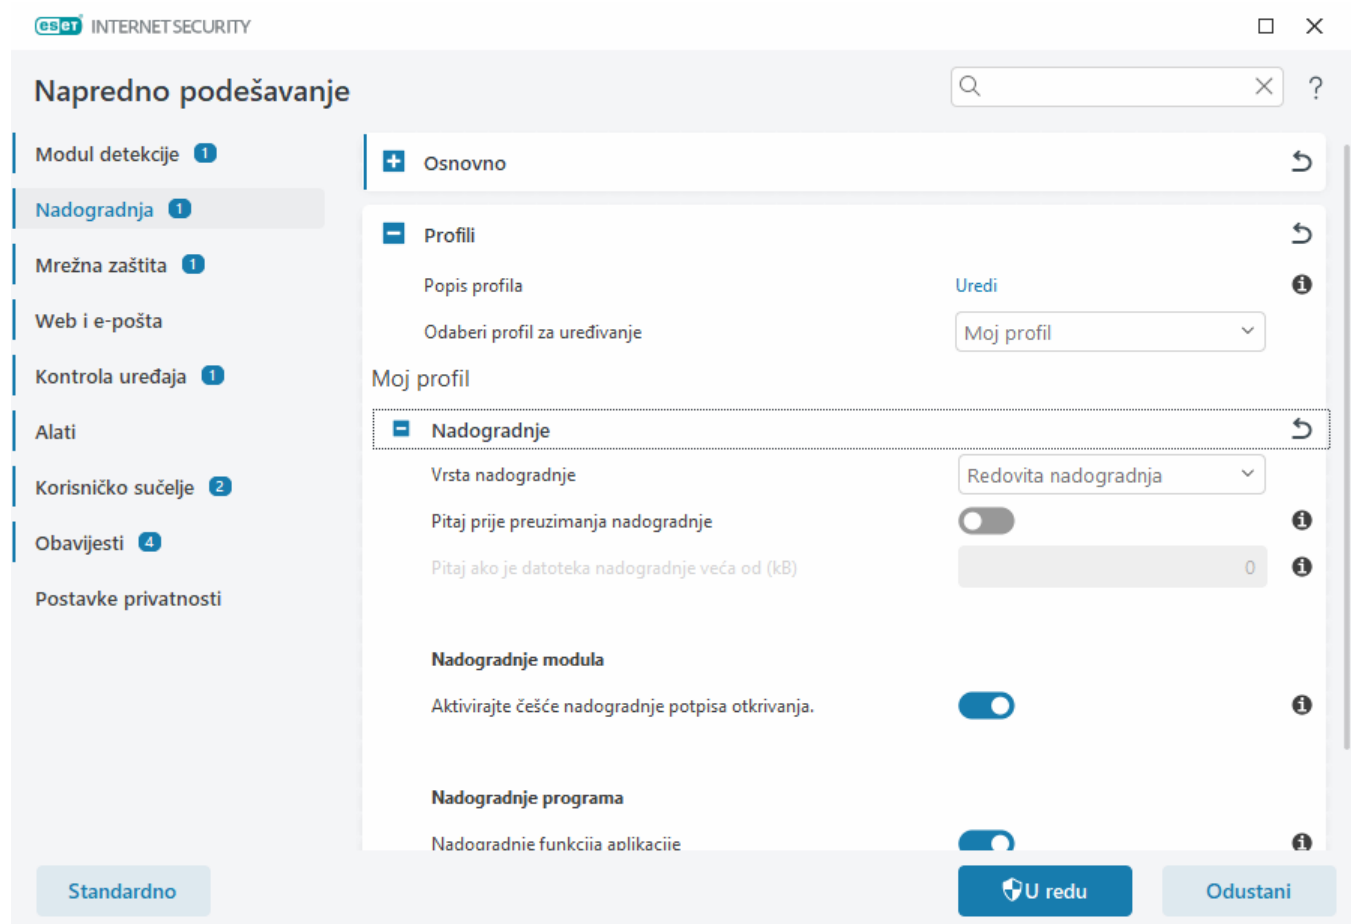 eset INTERNET SECURITY
Napredno podešavanje
?
Modul detekcije 1
Nadogradnja 1
Mrežna zaštita 1
Web i e-pošta
Kontrola uređaja 1
Alati
Korisničko sučelje 2
Obavijesti 4
Postavke privatnosti
Osnovno
Profili
Popis profila Uredi
Odaberi profil za uređivanje Moj profil
Moj profil
Nadogradnje
Vrsta nadogradnje Redovita nadogradnja
Pitaj prije preuzimanja nadogradnje
Pitaj ako je datoteka nadogradnje veća od (kB) 0
Nadogradnje modula
Aktivirajte češće nadogradnje potpisa otkrivanja.
Nadogradnje programa
Nadogradnje funkcija aplikacije
Standardno U redu Odustani